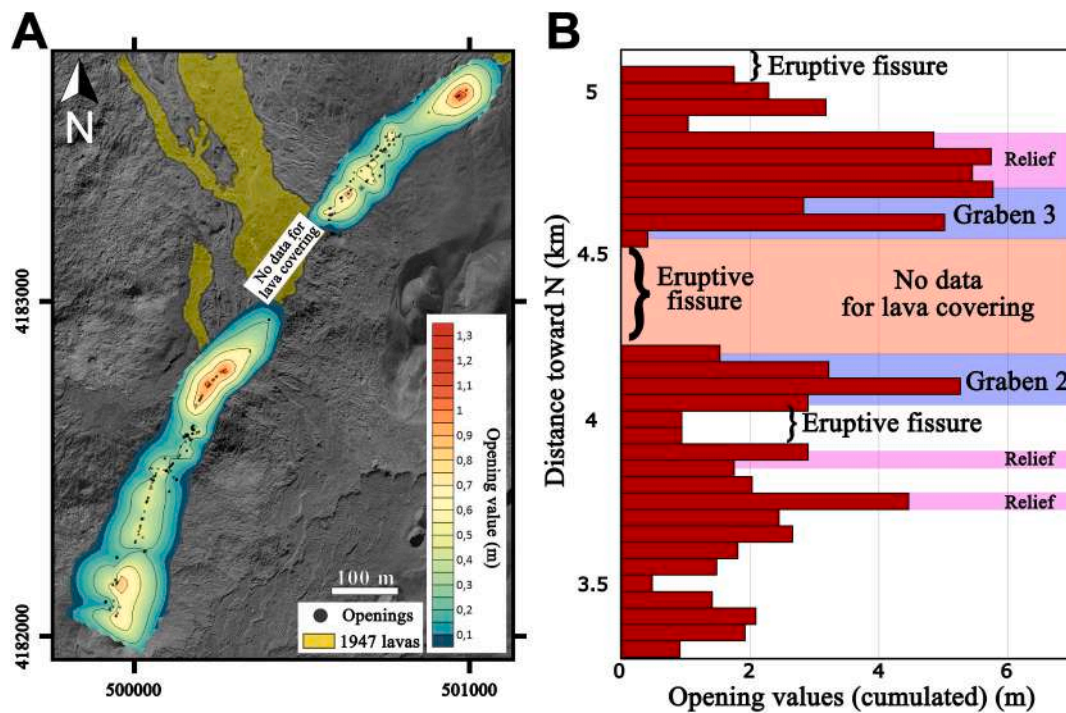 A
N
No data for
lava covering
4183000
4182000
500000
501000
1,3
1,2
1,1
1
0,9
0,8
0,7
0,6
0,5
0,4
0,3
0,2
0,1
Opening value (m)
100 m
Openings
1947 lavas
B
Eruptive fissure
Relief
Graben 3
Eruptive
fissure
No data
for lava covering
Graben 2
Eruptive fissure
Relief
Relief
5
4.5
4
3.5
Distance toward N (km)
0
2
4
6
Opening values (cumulated) (m)